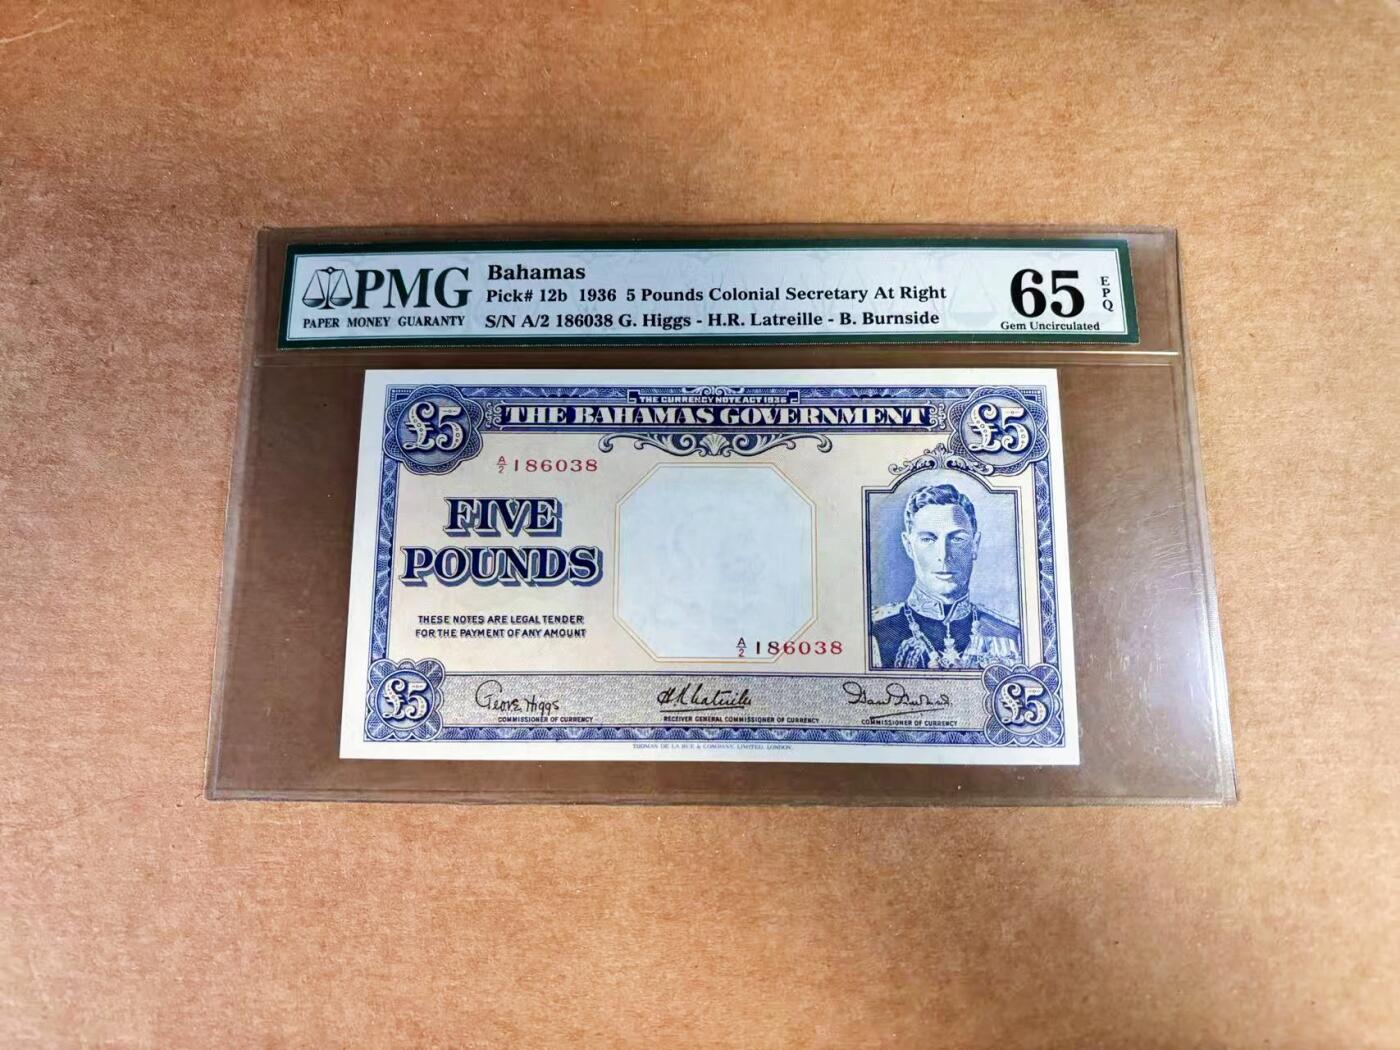 PMG
PAPER MONEY GUARANTY
Bahamas
Pick# 12b 1936 5 Pounds Colonial Secretary At Right
S/N A/2 186038 G. Higgs - H.R. Latreille - B. Burnside
65
EPQ
Gem Uncirculated
THE CURRENCY NOTE ACT 1936
£5 THE BAHAMAS GOVERNMENT £5
A/2 186038
FIVE
POUNDS
THESE NOTES ARE LEGAL TENDER
FOR THE PAYMENT OF ANY AMOUNT
A/2 186038
£5 George Higgs H R Latreille £5
COMMISSIONER OF CURRENCY RECEIVER GENERAL COMMISSIONER OF CURRENCY COMMISSIONER OF CURRENCY
THOMAS DE LA RUE & COMPANY, LIMITED, LONDON.